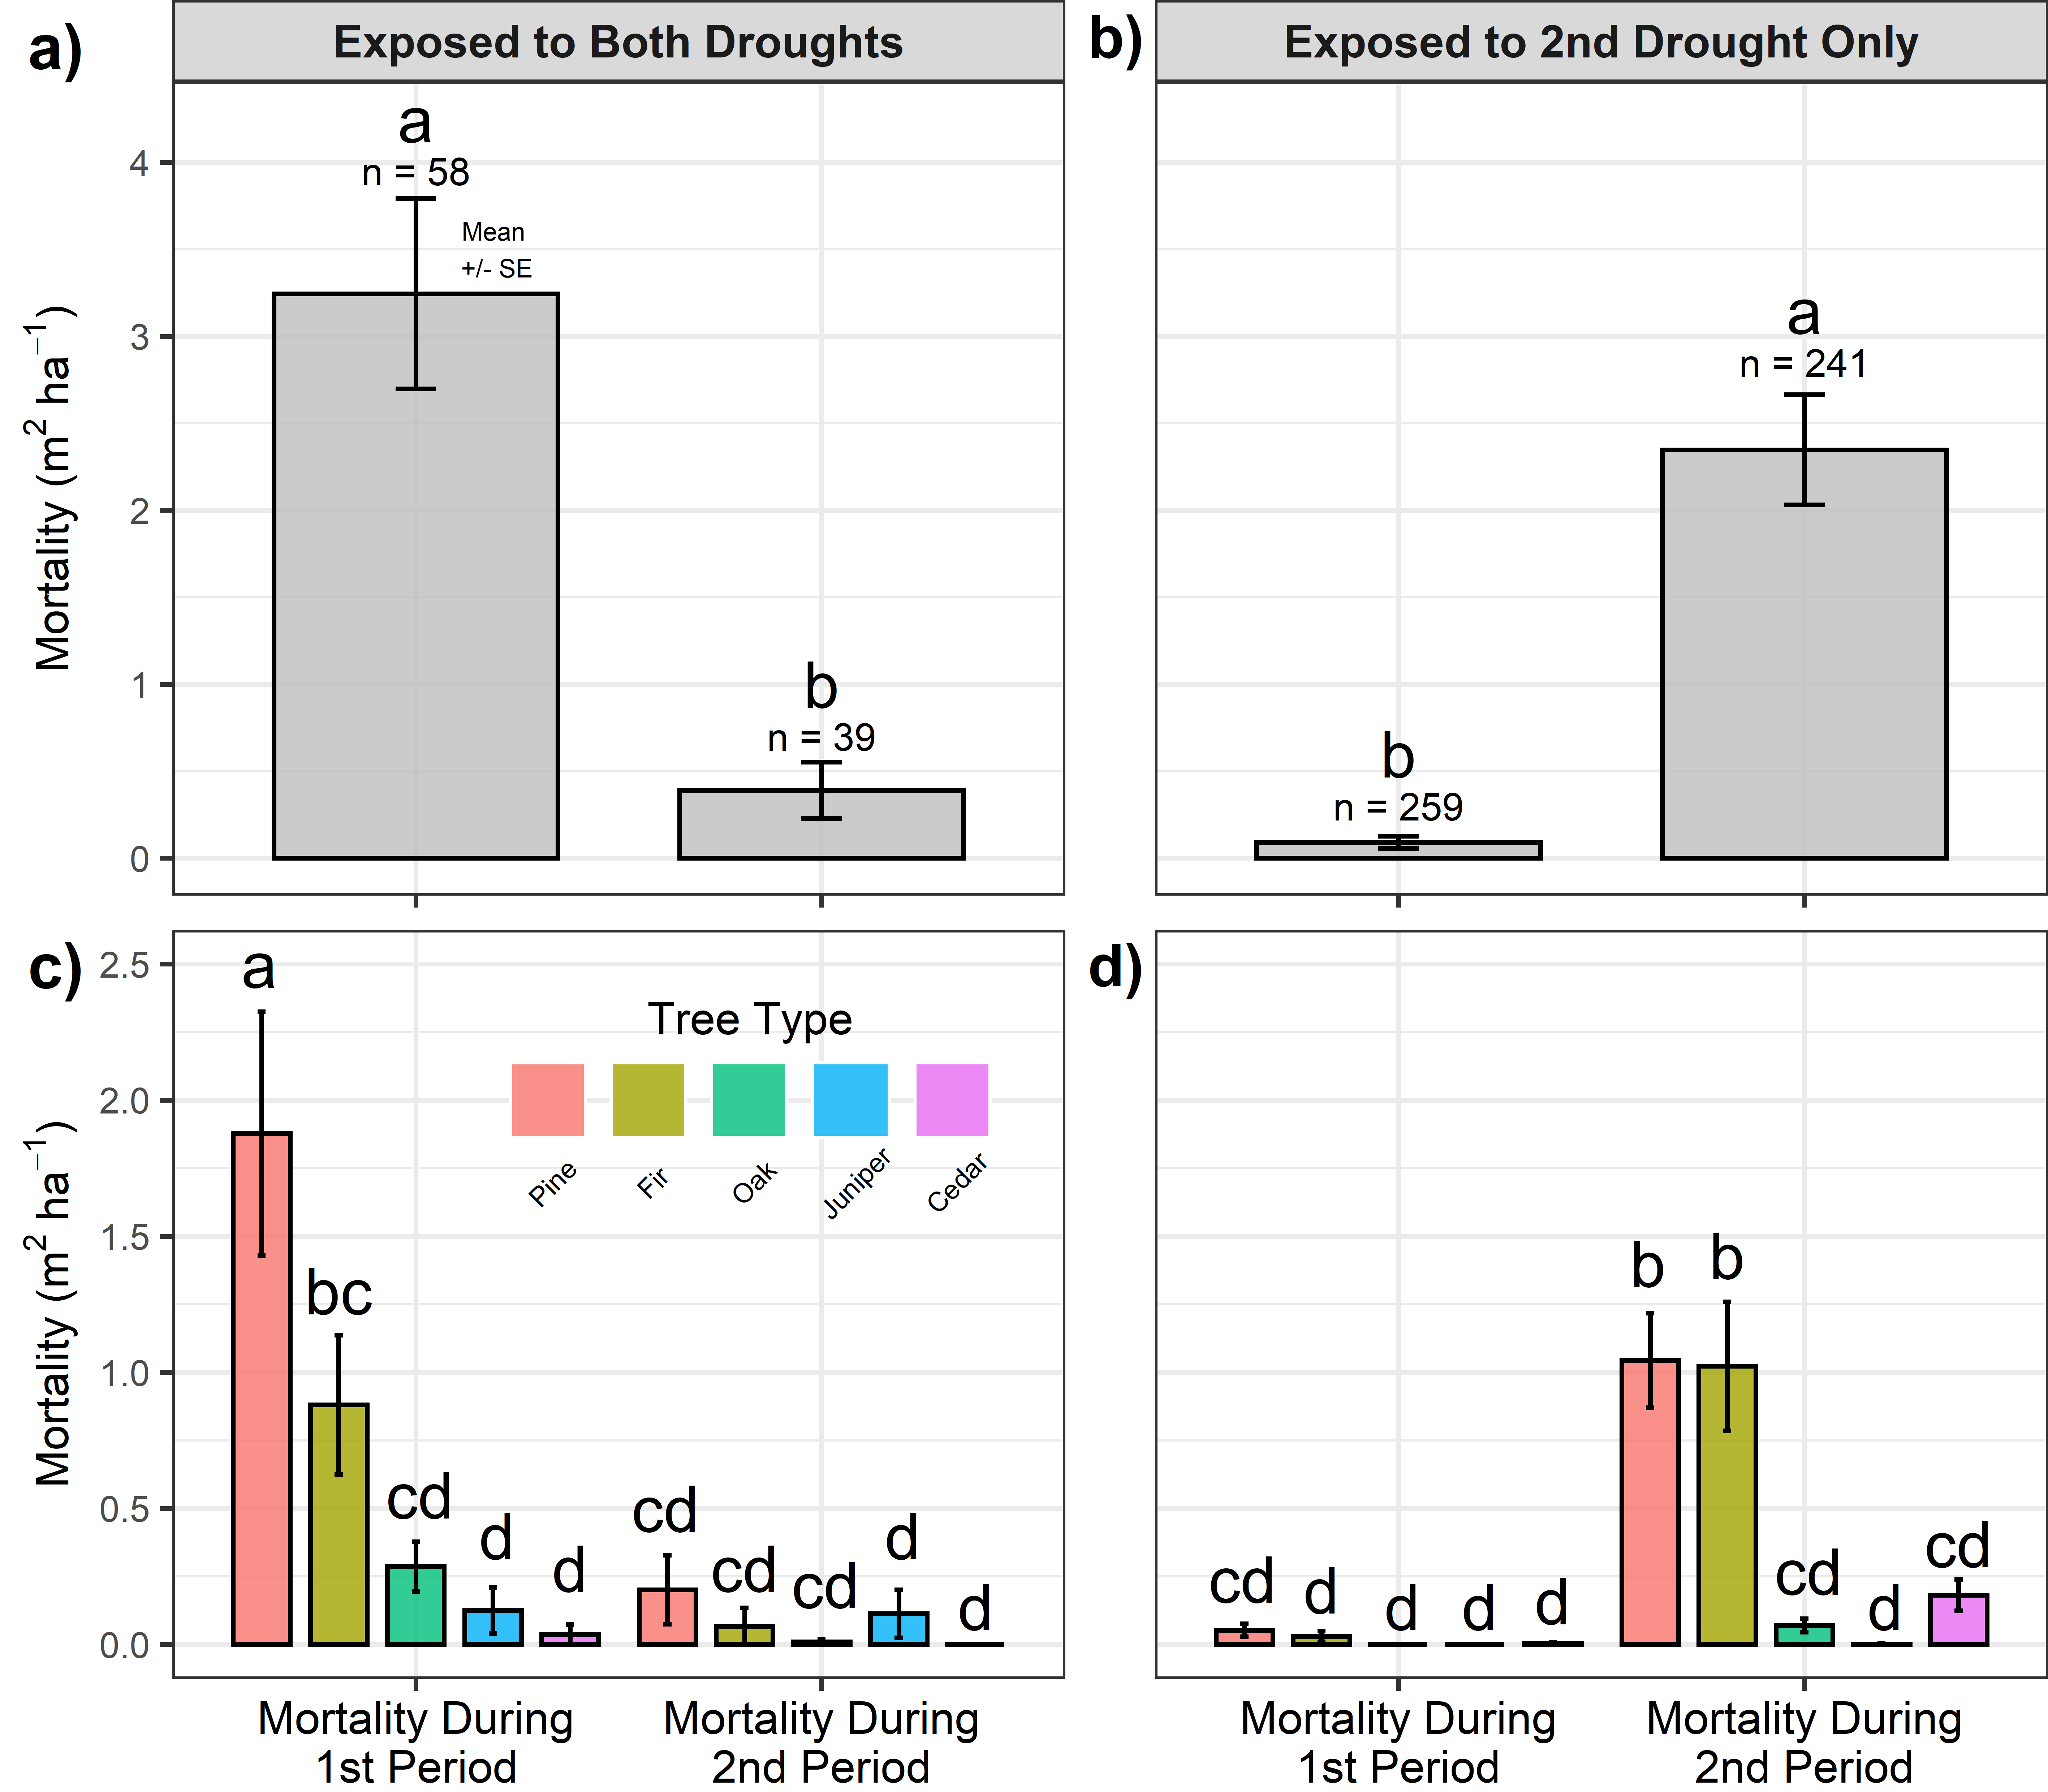 a)
Exposed to Both Droughts
b)
Exposed to 2nd Drought Only
Mortality (m² ha⁻¹)
4
3
2
1
0
a
n = 58
Mean
+/- SE
b
n = 39
b
n = 259
a
n = 241
c)
d)
Mortality (m² ha⁻¹)
2.5
2.0
1.5
1.0
0.5
0.0
Tree Type
Pine
Fir
Oak
Juniper
Cedar
a
bc
cd
d
d
cd
cd
cd
d
d
cd
d
d
d
d
b
b
cd
d
cd
Mortality During
1st Period
Mortality During
2nd Period
Mortality During
1st Period
Mortality During
2nd Period